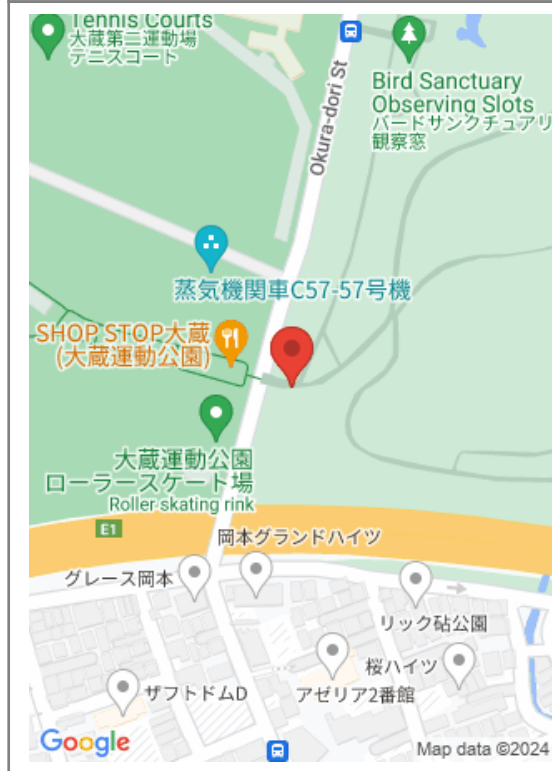 Tennis Courts
大蔵第二運動場
テニスコート
Okura-dori St
Bird Sanctuary
Observing Slots
バードサンクチュアリ
観察窓
蒸気機関車C57-57号機
SHOP STOP大蔵
(大蔵運動公園)
大蔵運動公園
ローラースケート場
Roller skating rink
E1
岡本グランドハイツ
グレース岡本
リック砧公園
桜ハイツ
ザフトドムD
アゼリア2番館
Google
Map data ©2024